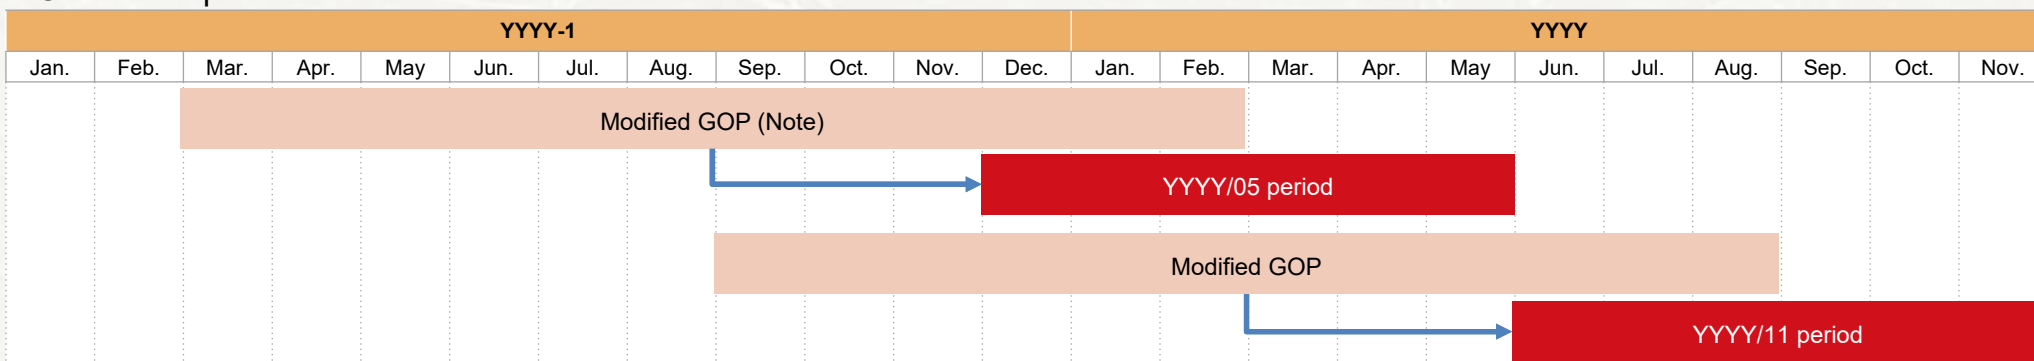 YYYY-1 YYYY
Jan. Feb. Mar. Apr. May Jun. Jul. Aug. Sep. Oct. Nov. Dec. Jan. Feb. Mar. Apr. May Jun. Jul. Aug. Sep. Oct. Nov.
Modified GOP (Note)
YYYY/05 period
Modified GOP
YYYY/11 period